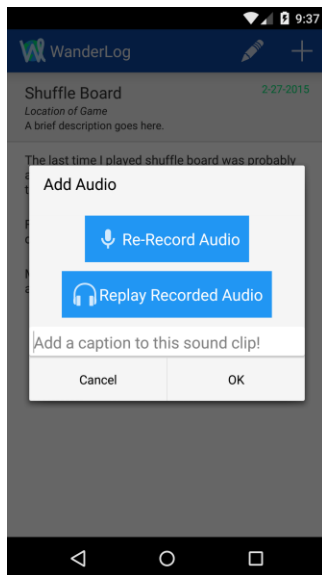 9:37
WanderLog
Shuffle Board
2-27-2015
Location of Game
A brief description goes here.
The last time I played shuffle board was probably
Add Audio
Re-Record Audio
Replay Recorded Audio
Add a caption to this sound clip!
Cancel
OK